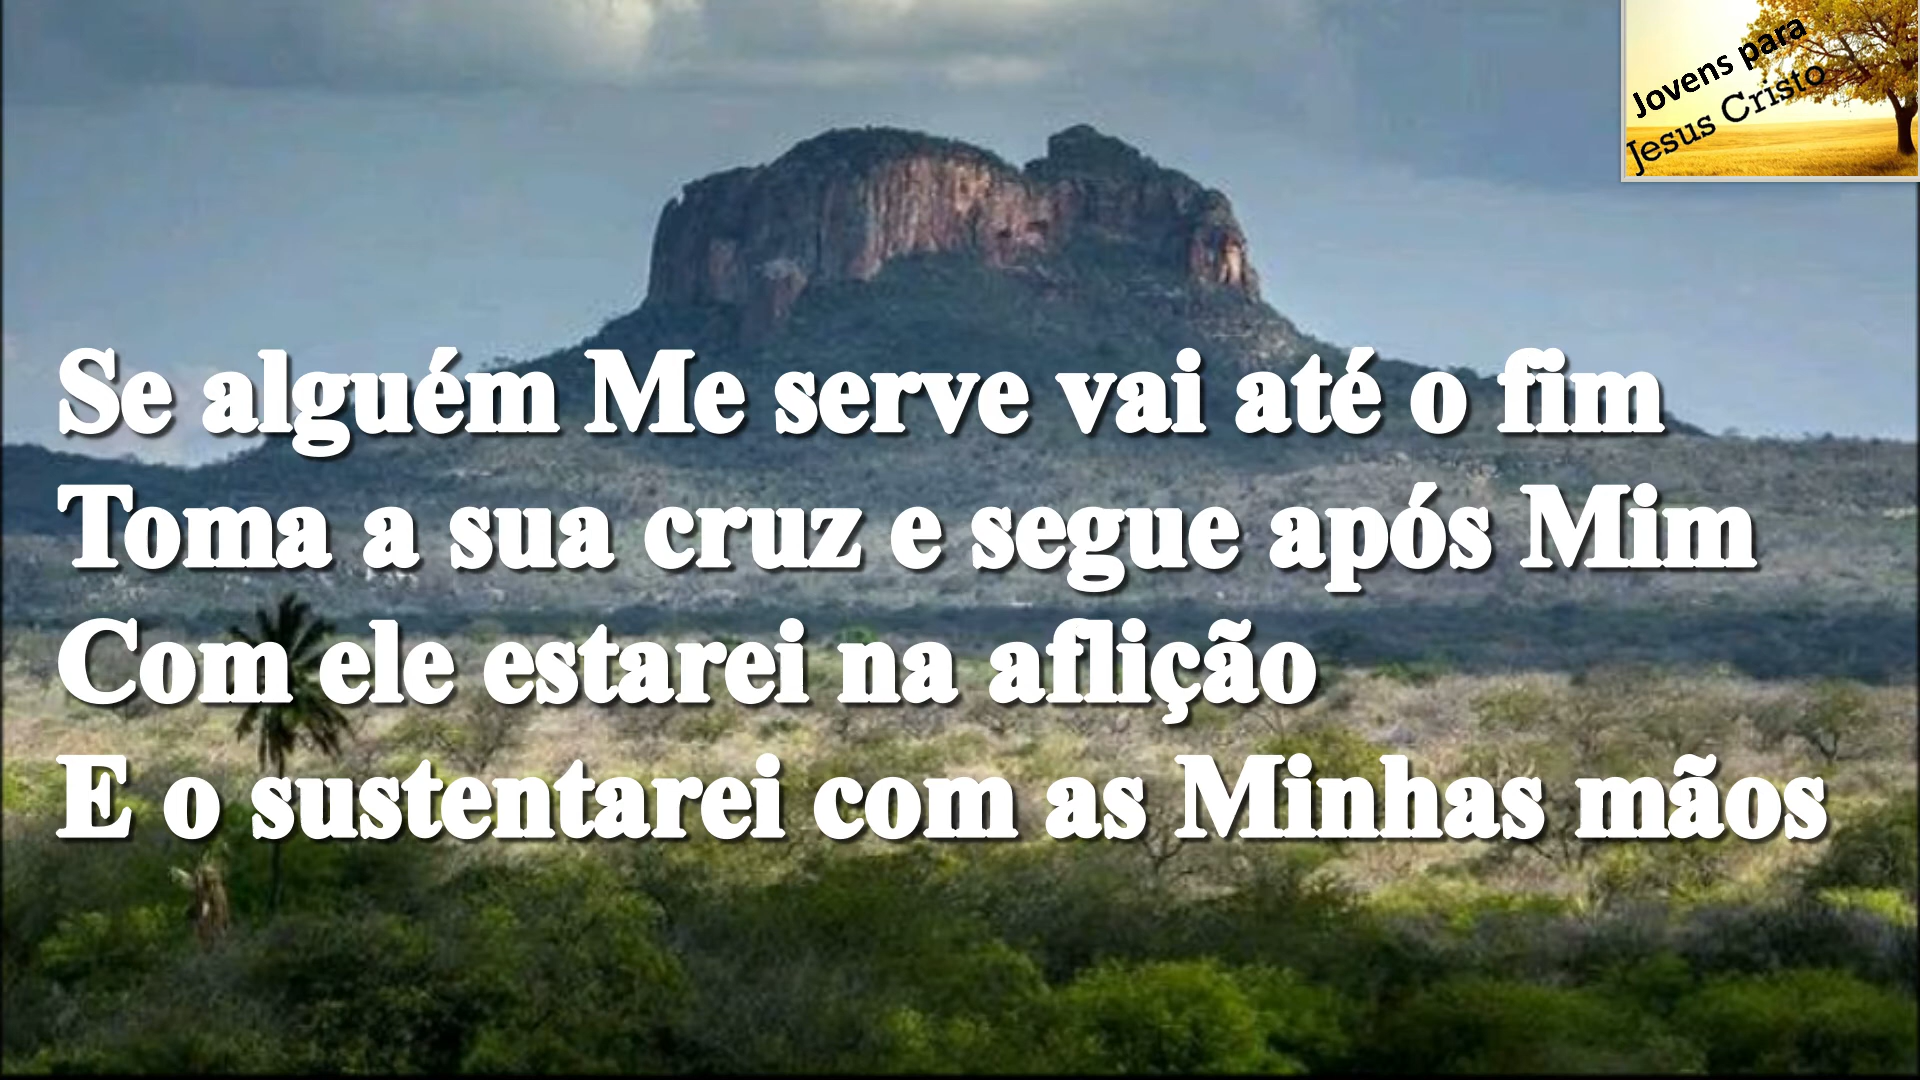 Jovens para
Jesus Cristo
Se alguém Me serve vai até o fim
Toma a sua cruz e segue após Mim
Com ele estarei na aflição
E o sustentarei com as Minhas mãos